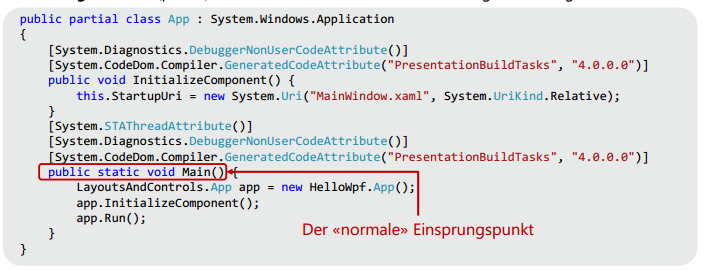 public partial class App : System.Windows.Application
{
    [System.Diagnostics.DebuggerNonUserCodeAttribute()]
    [System.CodeDom.Compiler.GeneratedCodeAttribute("PresentationBuildTasks", "4.0.0.0")]
    public void InitializeComponent() {
        this.StartupUri = new System.Uri("MainWindow.xaml", System.UriKind.Relative);
    }
    [System.STAThreadAttribute()]
    [System.Diagnostics.DebuggerNonUserCodeAttribute()]
    [System.CodeDom.Compiler.GeneratedCodeAttribute("PresentationBuildTasks", "4.0.0.0")]
    public static void Main() {
        LayoutsAndControls.App app = new HelloWpf.App();
        app.InitializeComponent();
        app.Run();
    }
}
Der «normale» Einsprungspunkt